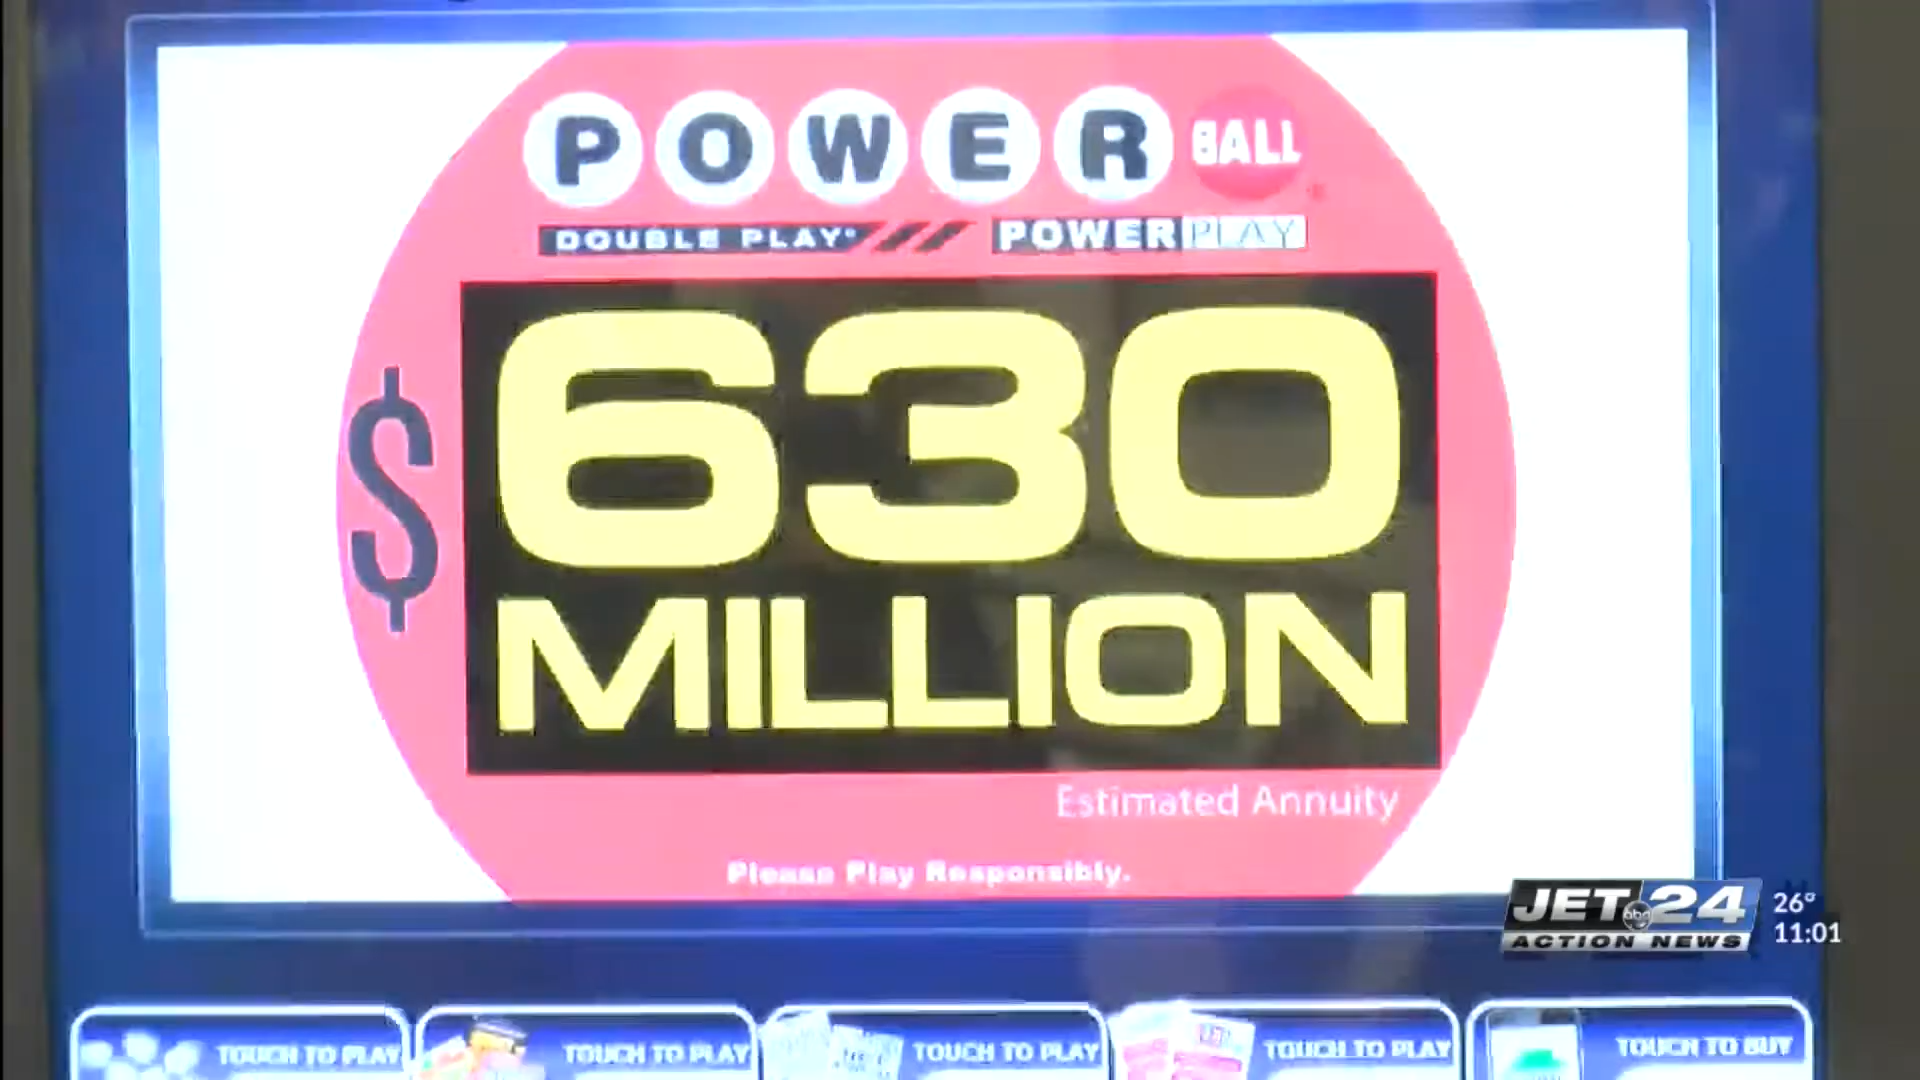 POWER BALL
DOUBLE PLAY POWERPLAY
$630
MILLION
Estimated Annuity
Please Play Responsibly.
JET abc 24
ACTION NEWS
26°
11:01
TOUCH TO PLAY TOUCH TO PLAY TOUCH TO PLAY TOUCH TO PLAY TOUCH TO BUY